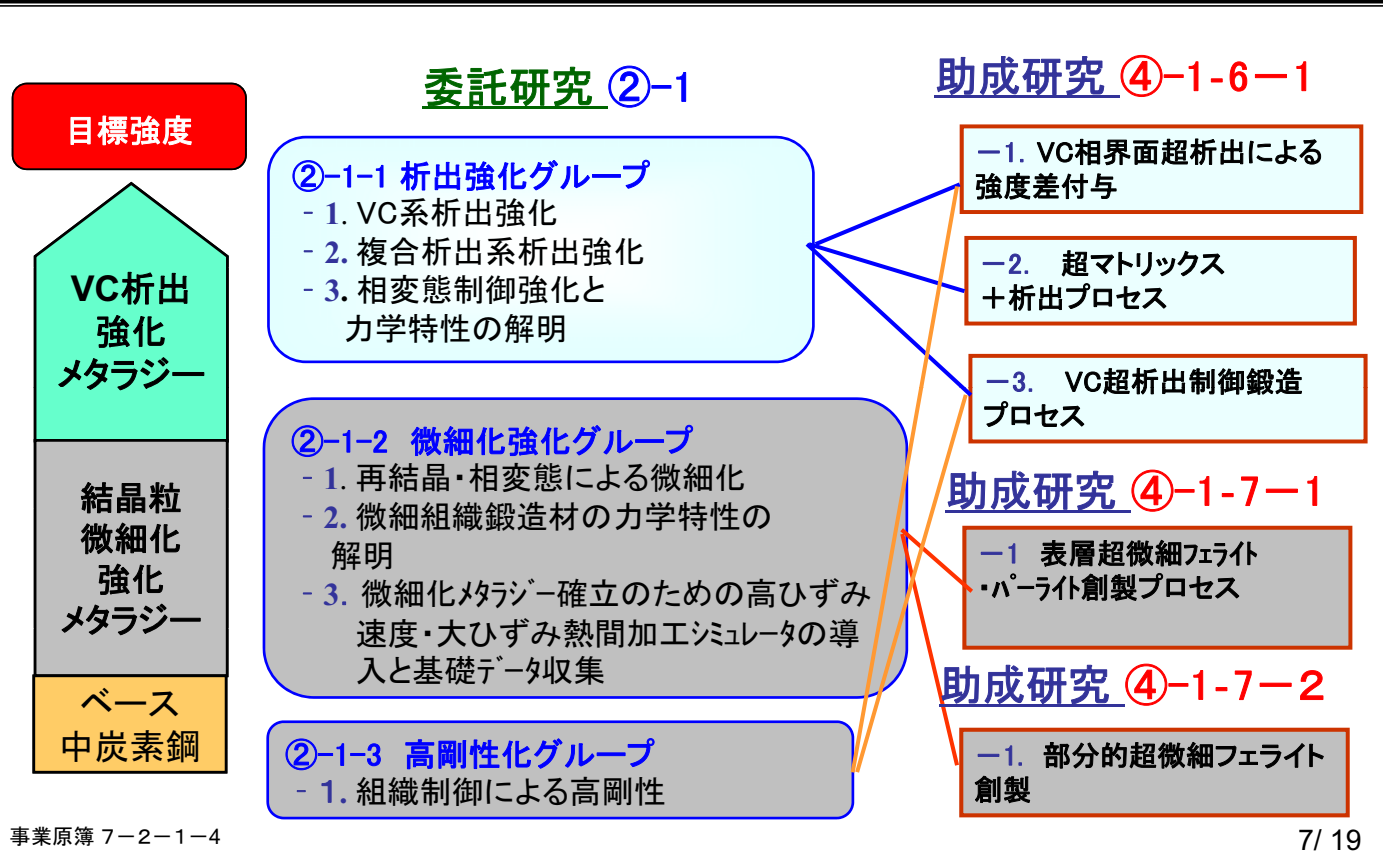 目標強度
VC析出
強化
メタラジー
結晶粒
微細化
強化
メタラジー
ベース
中炭素鋼
委託研究 ②-1
②-1-1 析出強化グループ
- 1. VC系析出強化
- 2. 複合析出系析出強化
- 3. 相変態制御強化と
力学特性の解明
②-1-2 微細化強化グループ
- 1. 再結晶・相変態による微細化
- 2. 微細組織鍛造材の力学特性の
解明
- 3. 微細化ﾒﾀﾗｼﾞｰ確立のための高ひずみ
速度・大ひずみ熱間加工ｼﾐｭﾚｰﾀの導
入と基礎ﾃﾞｰﾀ収集
②-1-3 高剛性化グループ
- 1. 組織制御による高剛性
助成研究 ④-1-6－1
－1. VC相界面超析出による
強度差付与
－2. 超マトリックス
＋析出プロセス
－3. VC超析出制御鍛造
プロセス
助成研究 ④-1-7－1
－1 表層超微細ﾌｪﾗｲﾄ
・ﾊﾟｰﾗｲﾄ創製プロセス
助成研究 ④-1-7－2
－1. 部分的超微細フェライト
創製
事業原簿 7－2－1－4
7/ 19